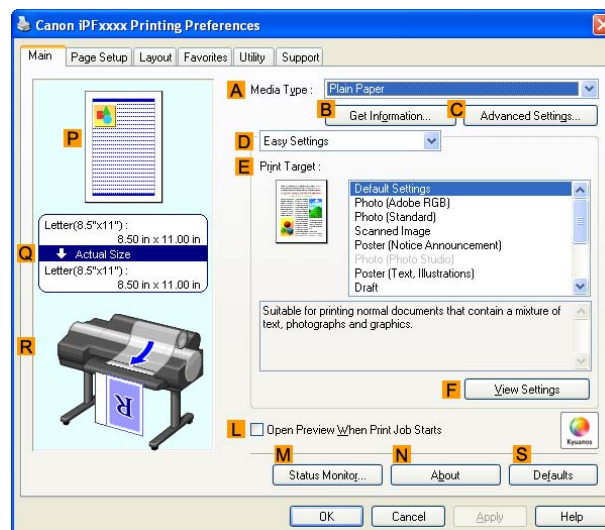 Canon iPFxxxx Printing Preferences
Main Page Setup Layout Favorites Utility Support
A Media Type : Plain Paper
B C
Get Information... Advanced Settings...
D Easy Settings
E Print Target :
P
Default Settings
Photo (Adobe RGB)
Photo (Standard)
Scanned Image
Poster (Notice Announcement)
Photo (Photo Studio)
Poster (Text, Illustrations)
Draft
Letter(8.5"x11") :
8.50 in x 11.00 in
Q Actual Size
Letter(8.5"x11") :
8.50 in x 11.00 in
Suitable for printing normal documents that contain a mixture of
text, photographs and graphics.
R
R
F View Settings
L Open Preview When Print Job Starts
Kyuanos
M N S
Status Monitor... About Defaults
OK Cancel Apply Help